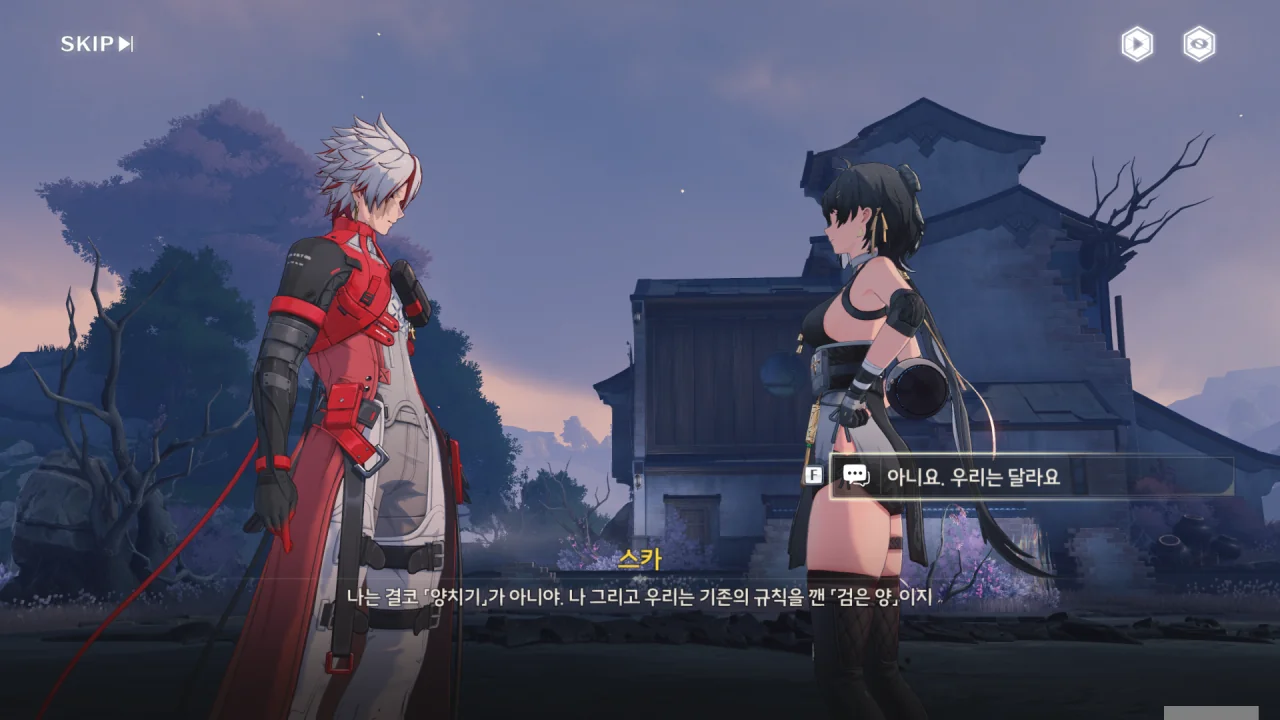 SKIP
F
아니요. 우리는 달라요
스카
나는 결코 「양치기」가 아니야. 나 그리고 우리는 기존의 규칙을 깬 「검은 양」이지